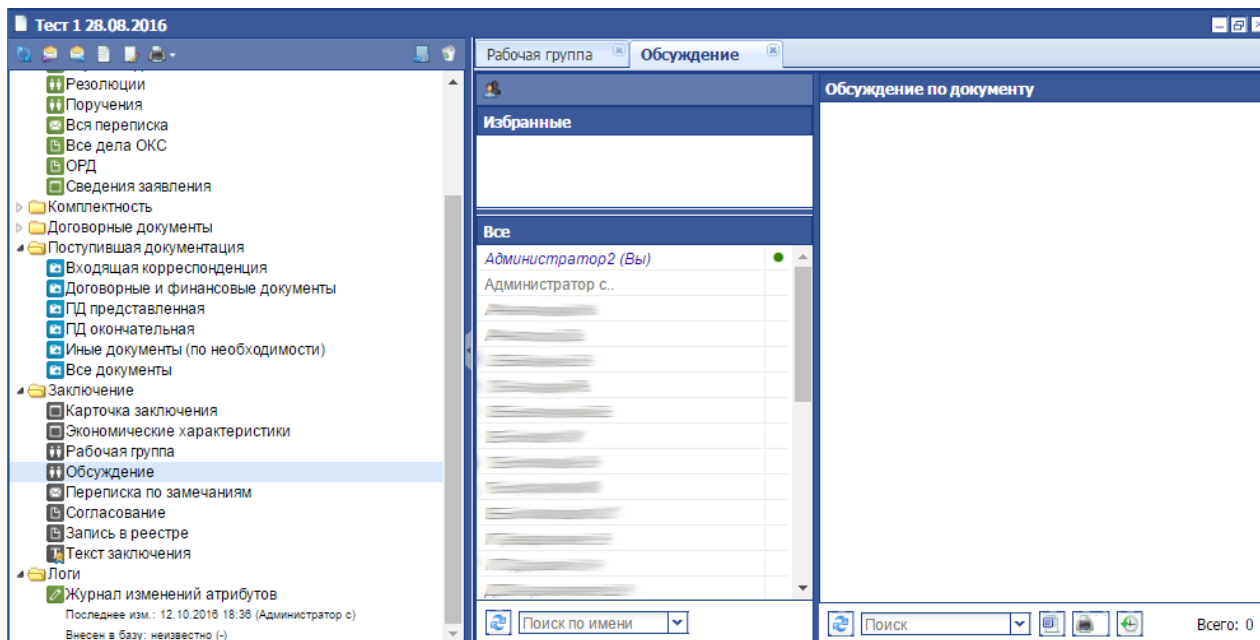 Тест 1 28.08.2016
Резолюции
Поручения
Вся переписка
Все дела ОКС
ОРД
Сведения заявления
Комплектность
Договорные документы
Поступившая документация
Входящая корреспонденция
Договорные и финансовые документы
ПД представленная
ПД окончательная
Иные документы (по необходимости)
Все документы
Заключение
Карточка заключения
Экономические характеристики
Рабочая группа
Обсуждение
Переписка по замечаниям
Согласование
Запись в реестре
Текст заключения
Логи
Журнал изменений атрибутов
Последнее изм.: 12.10.2016 18:36 (Администратор с)
Внесен в базу: неизвестно (-)
Рабочая группа
Обсуждение
Избранные
Все
Администратор2 (Вы)
Администратор с..
Поиск по имени
Обсуждение по документу
Поиск
Всего: 0